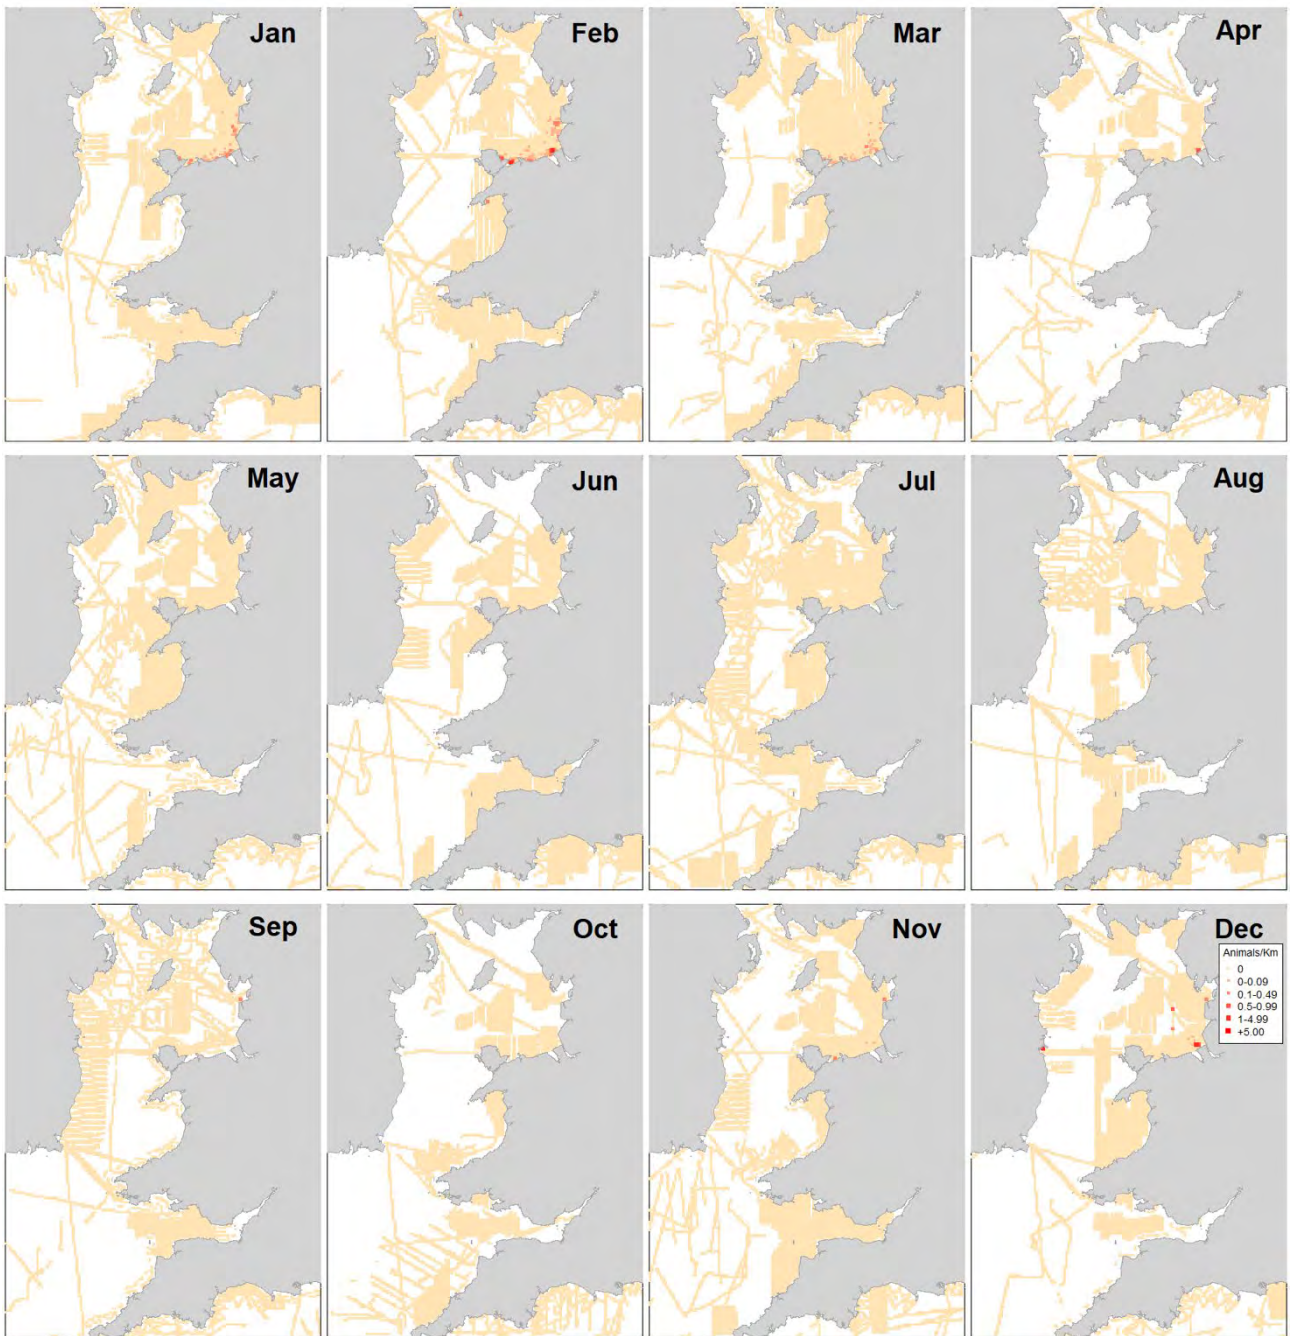 Jan
Feb
Mar
Apr
May
Jun
Jul
Aug
Sep
Oct
Nov
Dec
Animals/Km
0
0-0.09
0.1-0.49
0.5-0.99
1-4.99
+5.00